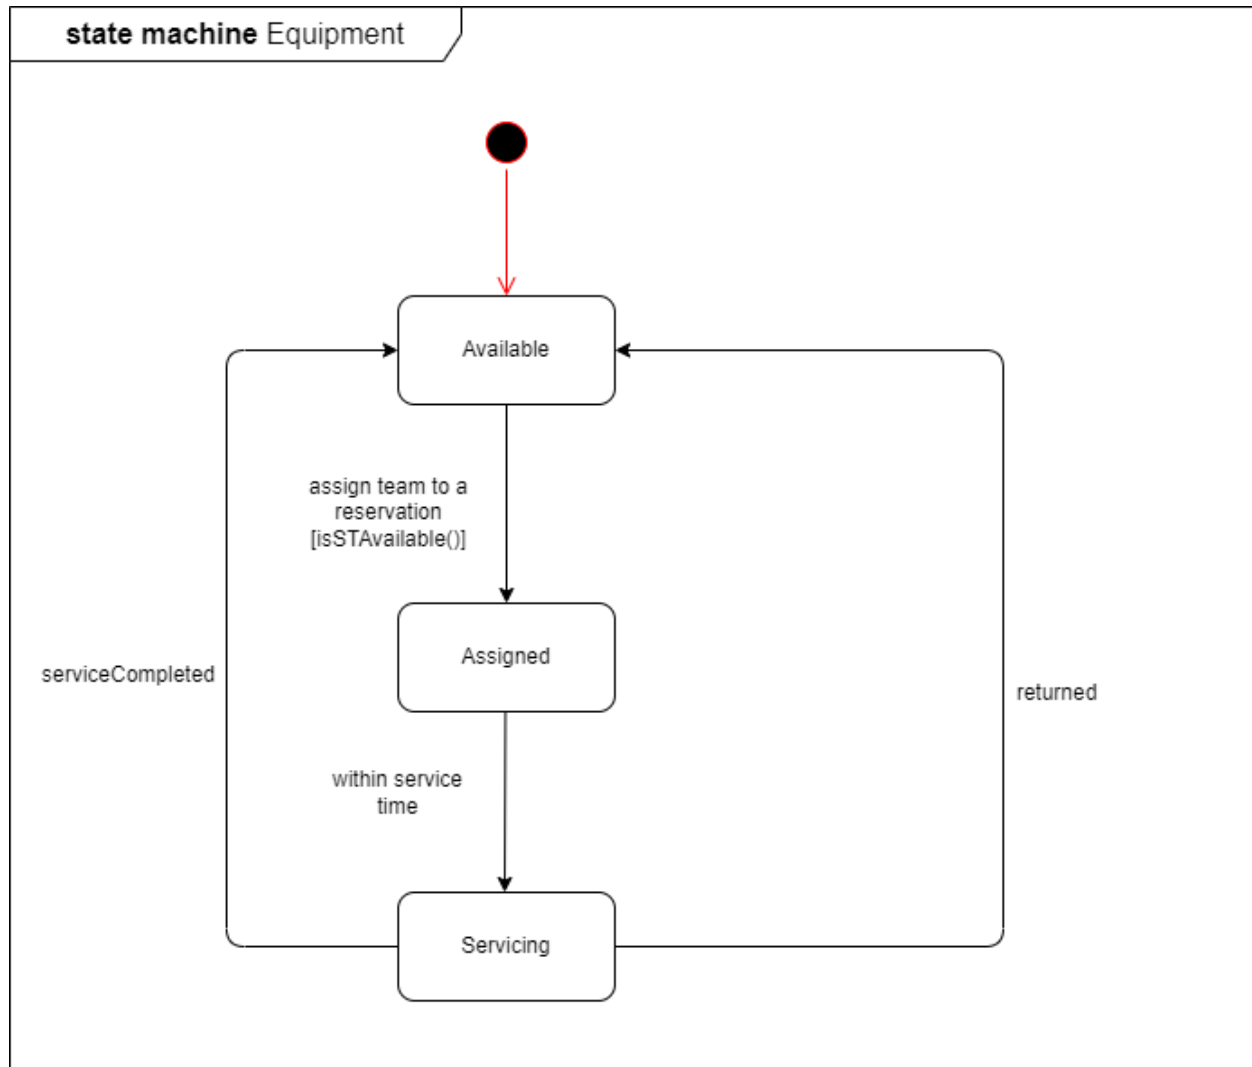 state machine Equipment
Available
assign team to a
reservation
[isSTAvailable()]
Assigned
serviceCompleted
returned
within service
time
Servicing